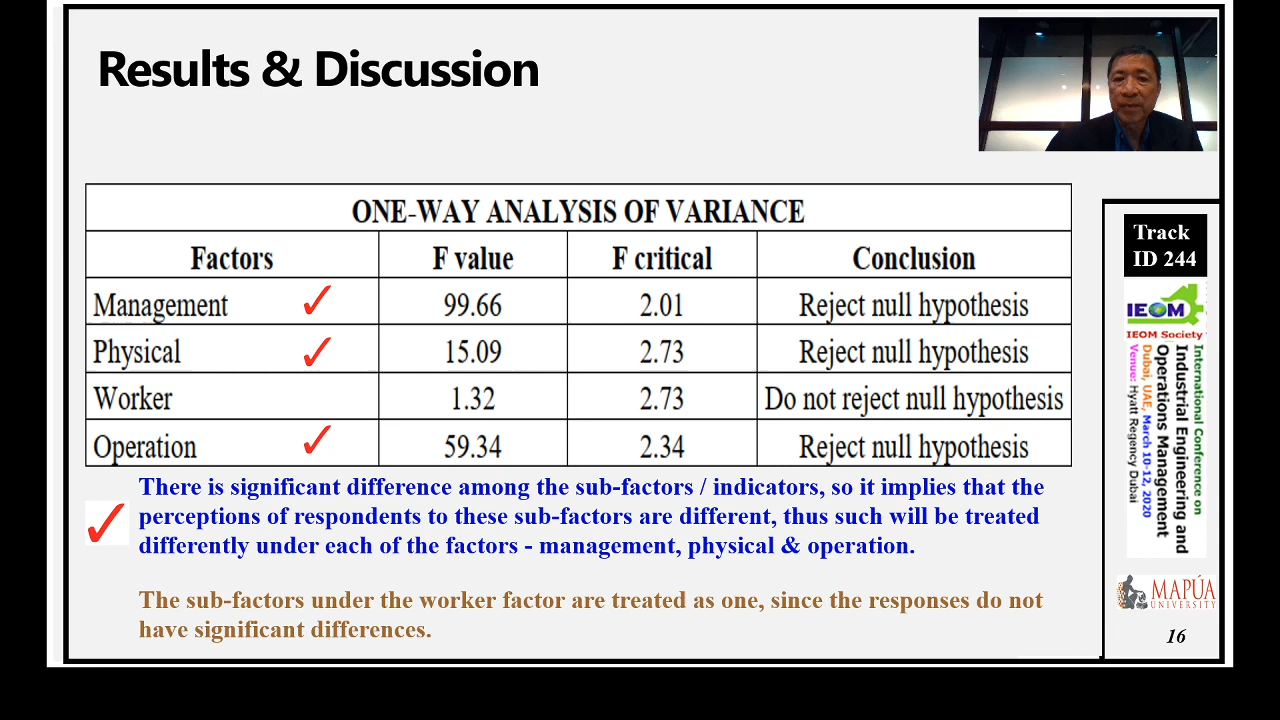 Results & Discussion
ONE-WAY ANALYSIS OF VARIANCE
Factors F value F critical Conclusion
Management ✓ 99.66 2.01 Reject null hypothesis
Physical ✓ 15.09 2.73 Reject null hypothesis
Worker 1.32 2.73 Do not reject null hypothesis
Operation ✓ 59.34 2.34 Reject null hypothesis
✓ There is significant difference among the sub-factors / indicators, so it implies that the
perceptions of respondents to these sub-factors are different, thus such will be treated
differently under each of the factors - management, physical & operation.
The sub-factors under the worker factor are treated as one, since the responses do not
have significant differences.
Track
ID 244
IEOM
IEOM Society
International Conference on
Industrial Engineering and
Operations Management
Dubai, UAE, March 10-12, 2020
Venue: Hyatt Regency Dubai
MAPÚA
UNIVERSITY
16